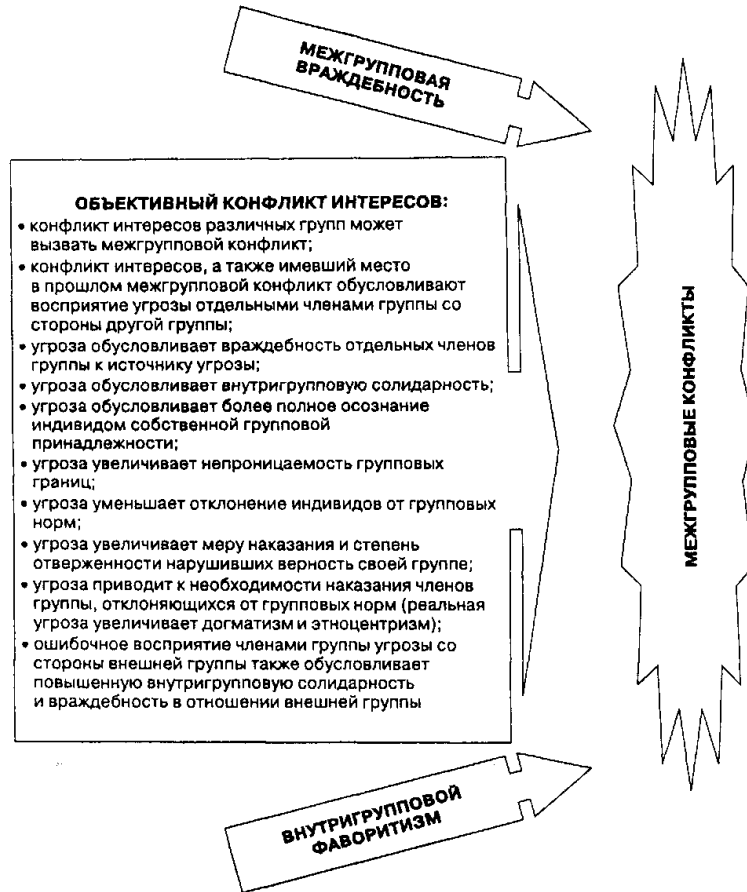 МЕЖГРУППОВАЯ
ВРАЖДЕБНОСТЬ
ОБЪЕКТИВНЫЙ КОНФЛИКТ ИНТЕРЕСОВ:
• конфликт интересов различных групп может
вызвать межгрупповой конфликт;
• конфликт интересов, а также имевший место
в прошлом межгрупповой конфликт обусловливают
восприятие угрозы отдельными членами группы со
стороны другой группы;
• угроза обусловливает враждебность отдельных членов
группы к источнику угрозы;
• угроза обусловливает внутригрупповую солидарность;
• угроза обусловливает более полное осознание
индивидом собственной групповой
принадлежности;
• угроза увеличивает непроницаемость групповых
границ;
• угроза уменьшает отклонение индивидов от групповых
норм;
• угроза увеличивает меру наказания и степень
отверженности нарушивших верность своей группе;
• угроза приводит к необходимости наказания членов
группы, отклоняющихся от групповых норм (реальная
угроза увеличивает догматизм и этноцентризм);
• ошибочное восприятие членами группы угрозы со
стороны внешней группы также обусловливает
повышенную внутригрупповую солидарность
и враждебность в отношении внешней группы
МЕЖГРУППОВЫЕ КОНФЛИКТЫ
ВНУТРИГРУППОВОЙ
ФАВОРИТИЗМ